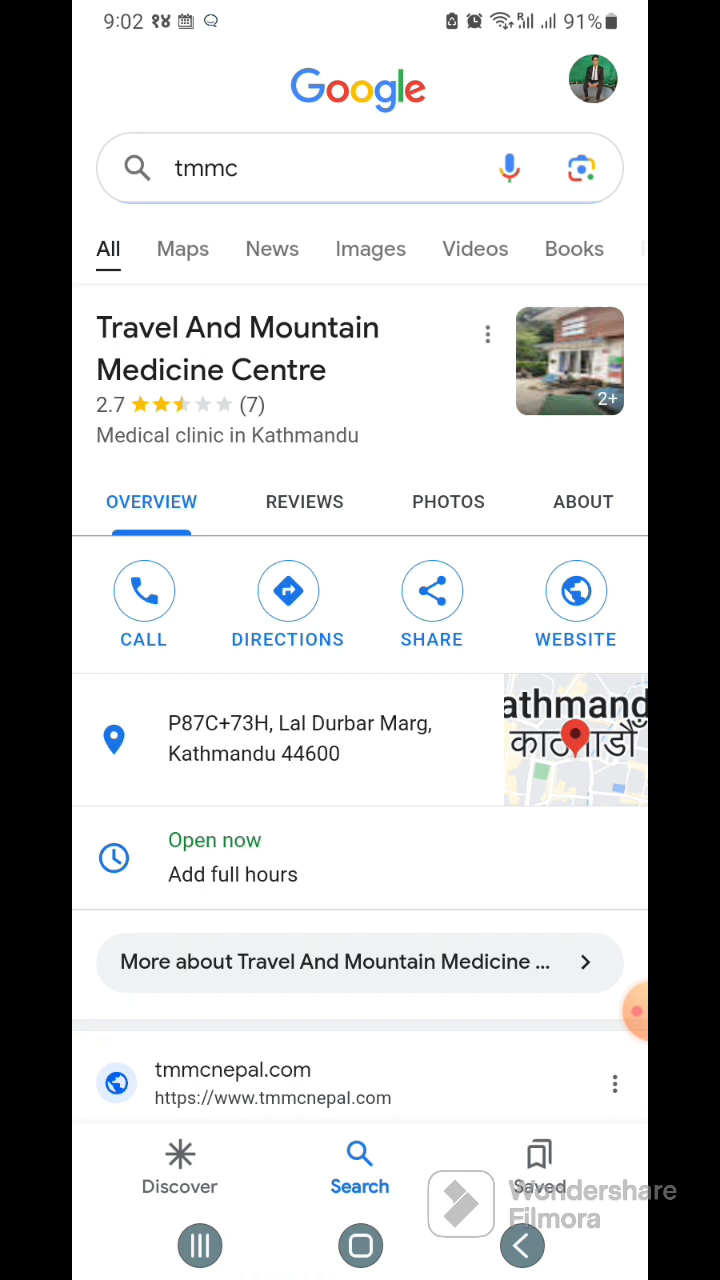 9:02 १४ 91%
Google
tmmc
All Maps News Images Videos Books
Travel And Mountain
Medicine Centre
2+
2.7 (7)
Medical clinic in Kathmandu
OVERVIEW REVIEWS PHOTOS ABOUT
CALL DIRECTIONS SHARE WEBSITE
P87C+73H, Lal Durbar Marg,
Kathmandu 44600
athmand
Open now
Add full hours
More about Travel And Mountain Medicine ...
tmmcnepal.com
https://www.tmmcnepal.com
Discover Search Saved
Wondershare
Filmora